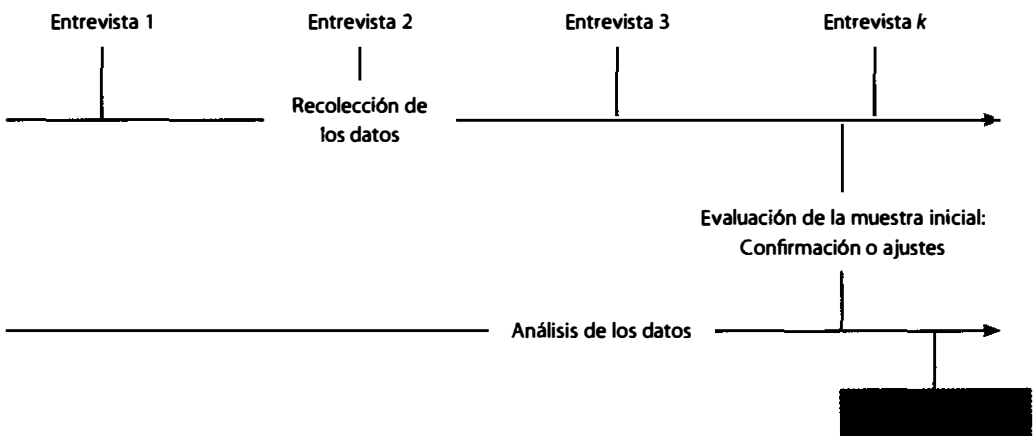 Entrevista 1
Entrevista 2
Entrevista 3
Entrevista k
Recolección de
los datos
Evaluación de la muestra inicial:
Confirmación o ajustes
Análisis de los datos